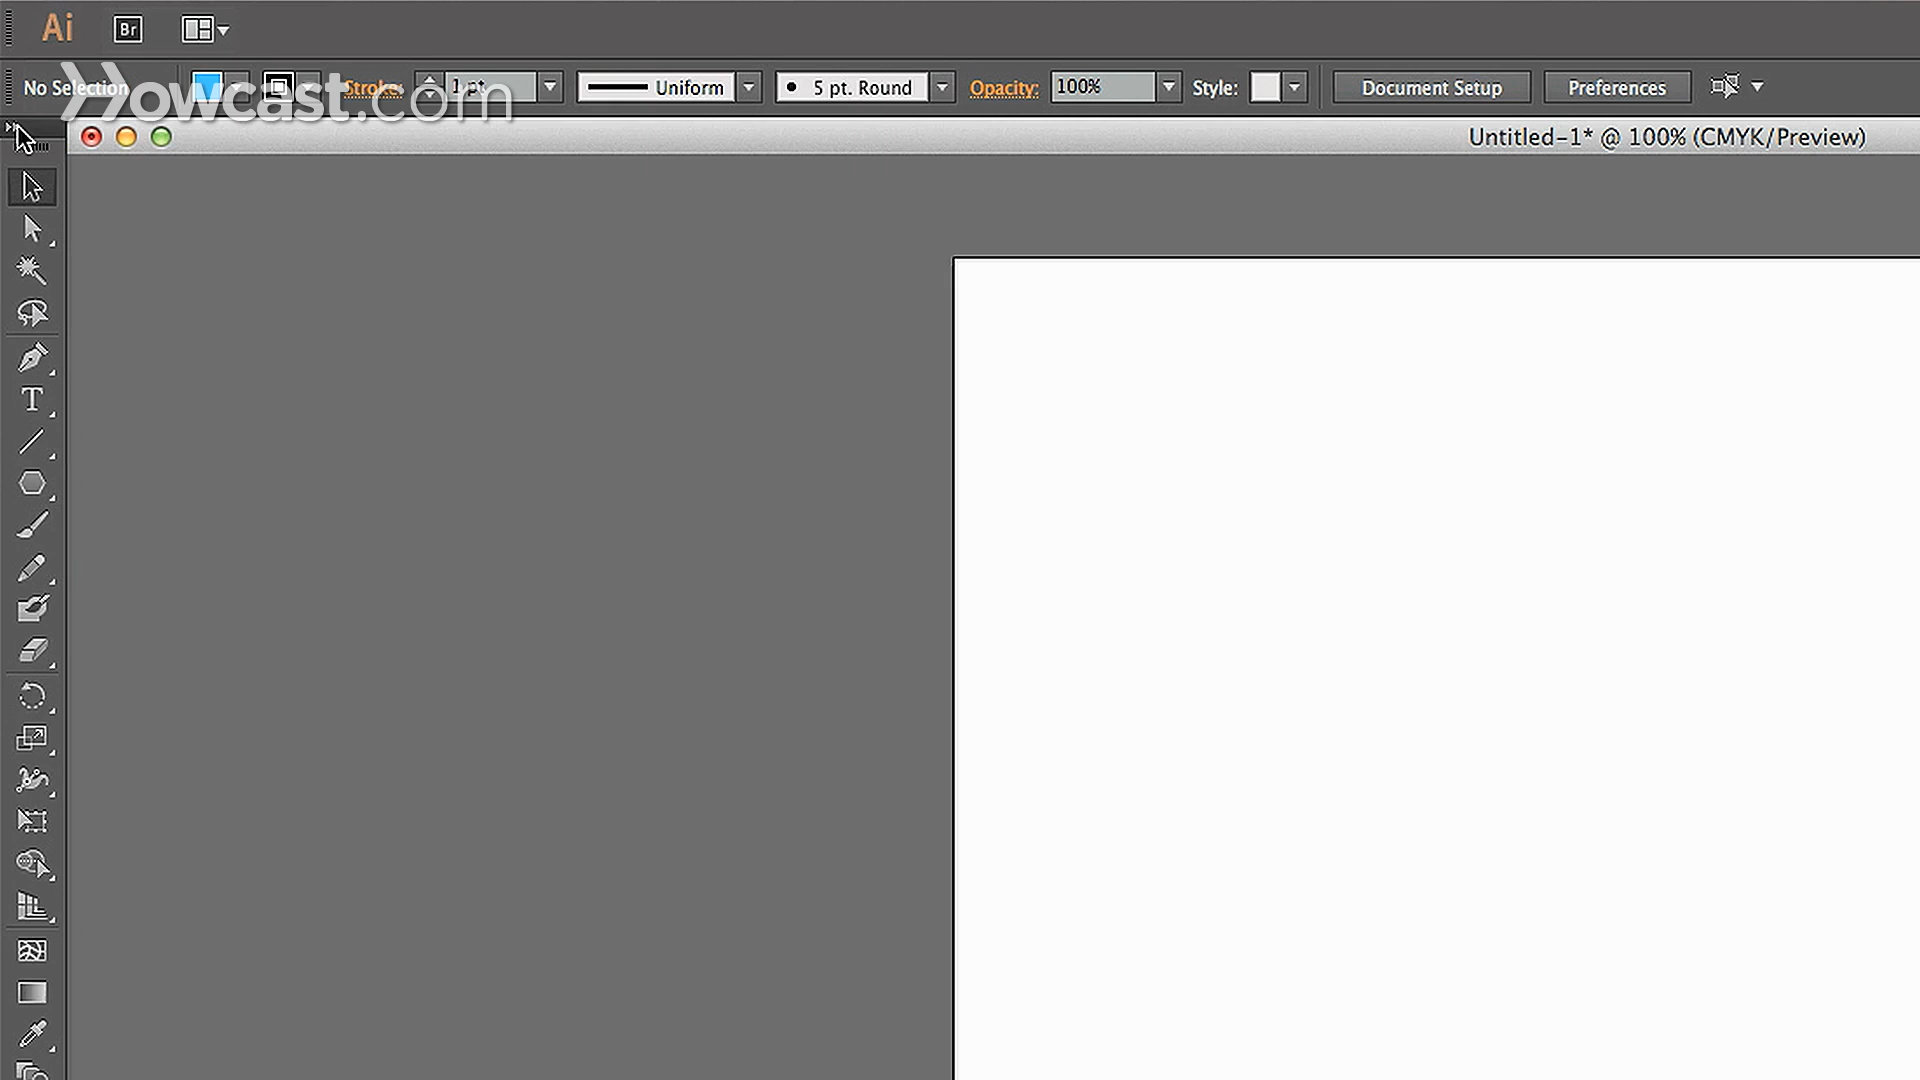 Ai Br
No Selection Stroke: 1 pt Uniform 5 pt. Round Opacity: 100% Style: Document Setup Preferences
owcast.com
Untitled-1* @ 100% (CMYK/Preview)
T